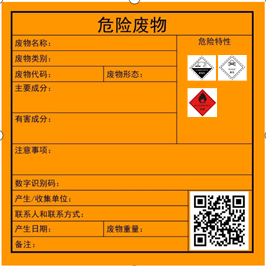 危险废物
废物名称：
危险特性
废物类别：
废物代码：
废物形态：
主要成分：
有害成分：
注意事项：
数字识别码：
产生/收集单位：
联系人和联系方式：
产生日期：
废物重量：
备注：